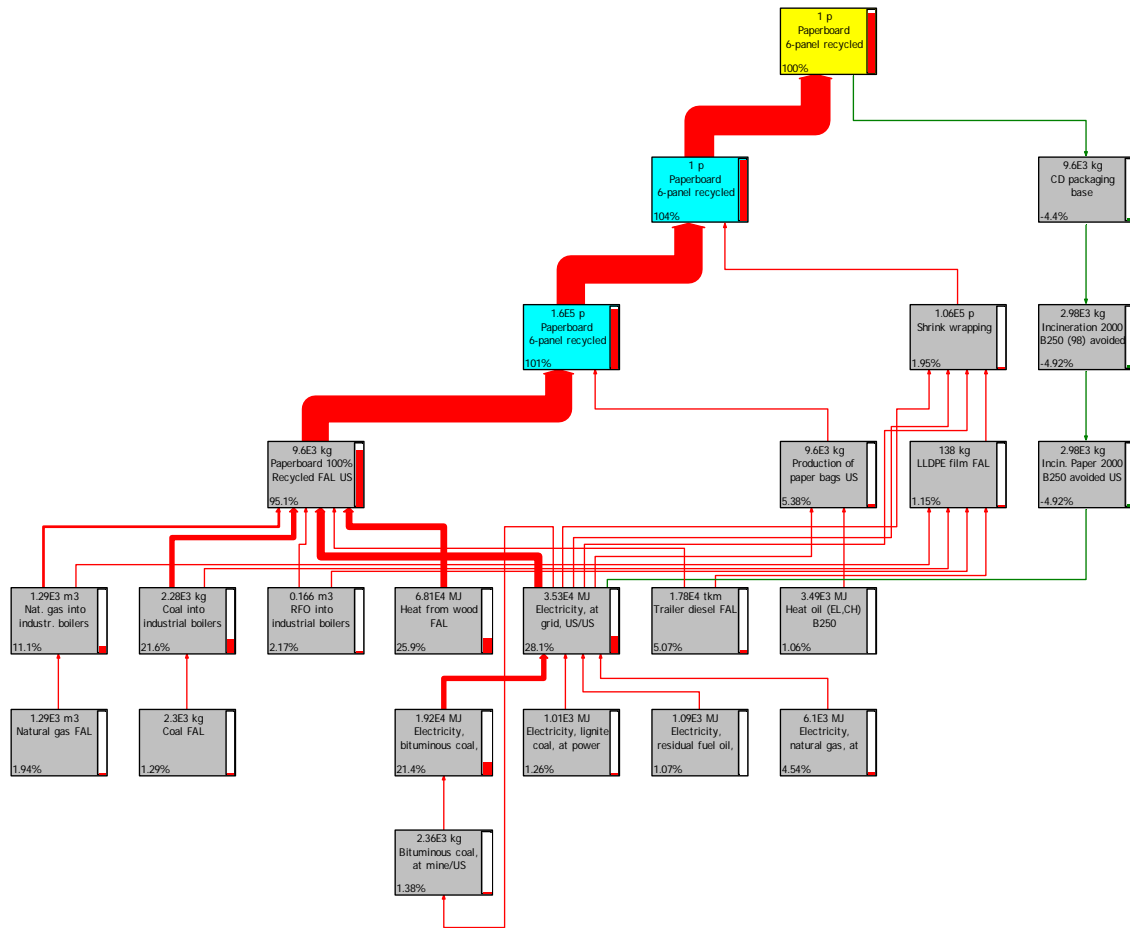 1 p
Paperboard
6-panel recycled
100%
1 p
Paperboard
6-panel recycled
104%
9.6E3 kg
CD packaging
base
-4.4%
1.6E5 p
Paperboard
6-panel recycled
101%
1.06E5 p
Shrink wrapping
1.95%
2.98E3 kg
Incineration 2000
B250 (98) avoided
-4.92%
9.6E3 kg
Paperboard 100%
Recycled FAL US
95.1%
9.6E3 kg
Production of
paper bags US
5.38%
138 kg
LLDPE film FAL
1.15%
2.98E3 kg
Incin. Paper 2000
B250 avoided US
-4.92%
1.29E3 m3
Nat. gas into
industr. boilers
11.1%
2.28E3 kg
Coal into
industrial boilers
21.6%
0.166 m3
RFO into
industrial boilers
2.17%
6.81E4 MJ
Heat from wood
FAL
25.9%
3.53E4 MJ
Electricity, at
grid, US/US
28.1%
1.78E4 tkm
Trailer diesel FAL
5.07%
3.49E3 MJ
Heat oil (EL,CH)
B250
1.06%
1.29E3 m3
Natural gas FAL
1.94%
2.3E3 kg
Coal FAL
1.29%
1.92E4 MJ
Electricity,
bituminous coal,
21.4%
1.01E3 MJ
Electricity, lignite
coal, at power
1.26%
1.09E3 MJ
Electricity,
residual fuel oil,
1.07%
6.1E3 MJ
Electricity,
natural gas, at
4.54%
2.36E3 kg
Bituminous coal,
at mine/US
1.38%